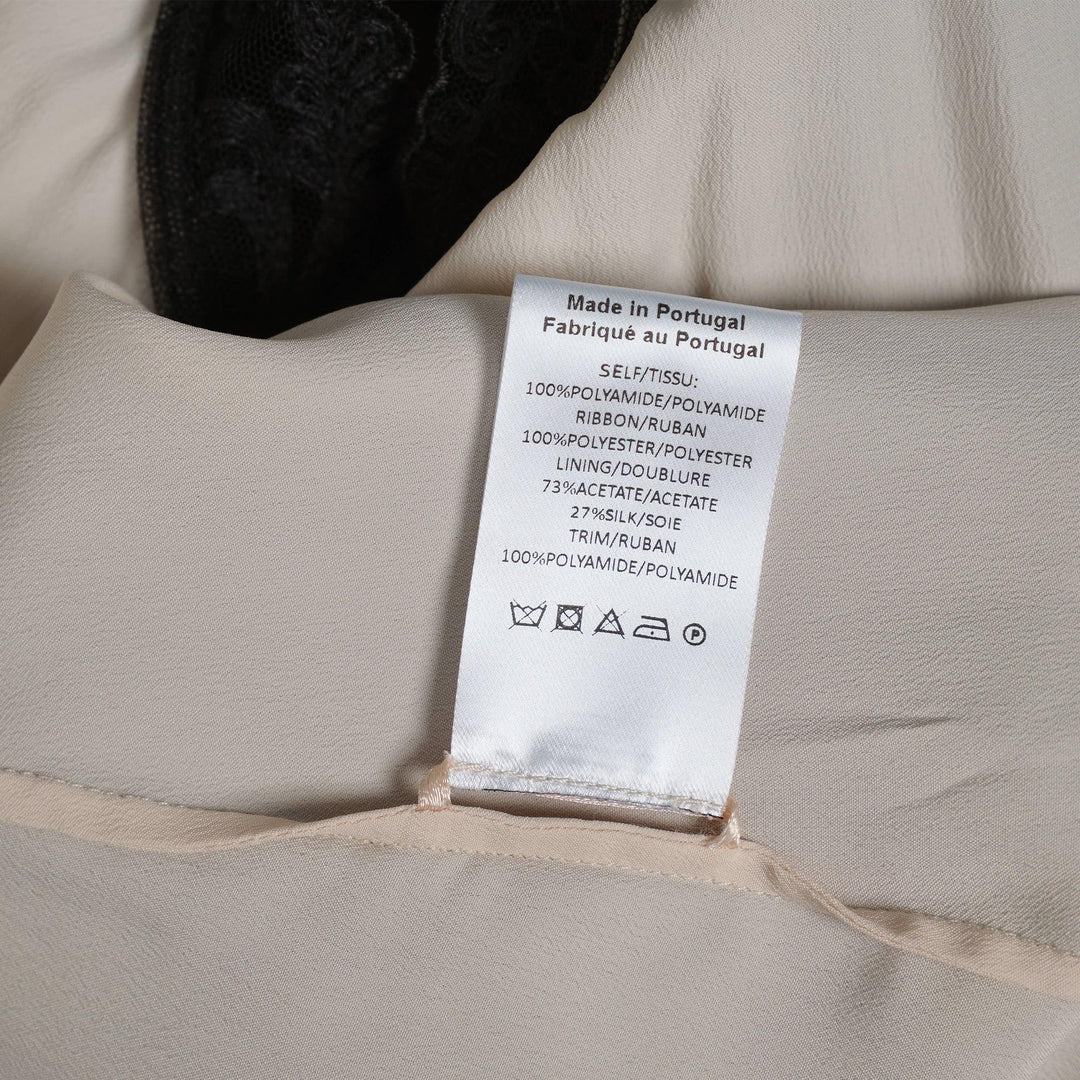 Made in Portugal
Fabriqué au Portugal
SELF/TISSU:
100%POLYAMIDE/POLYAMIDE
RIBBON/RUBAN
100%POLYESTER/POLYESTER
LINING/DOUBLURE
73%ACETATE/ACETATE
27%SILK/SOIE
TRIM/RUBAN
100%POLYAMIDE/POLYAMIDE
P